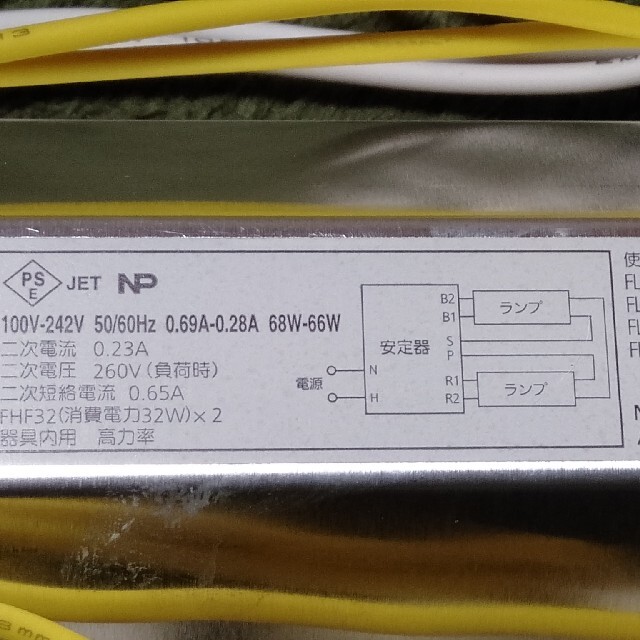 PS
E
JET NP
100V-242V 50/60Hz 0.69A-0.28A 68W-66W
二次電流 0.23A
二次電圧 260V(負荷時)
二次短絡電流 0.65A
FHF32(消費電力32W)×2
器具内用 高力率
電源
N
H
安定器
B2
B1
S
P
R1
R2
ランプ
ランプ
使
FL
FL